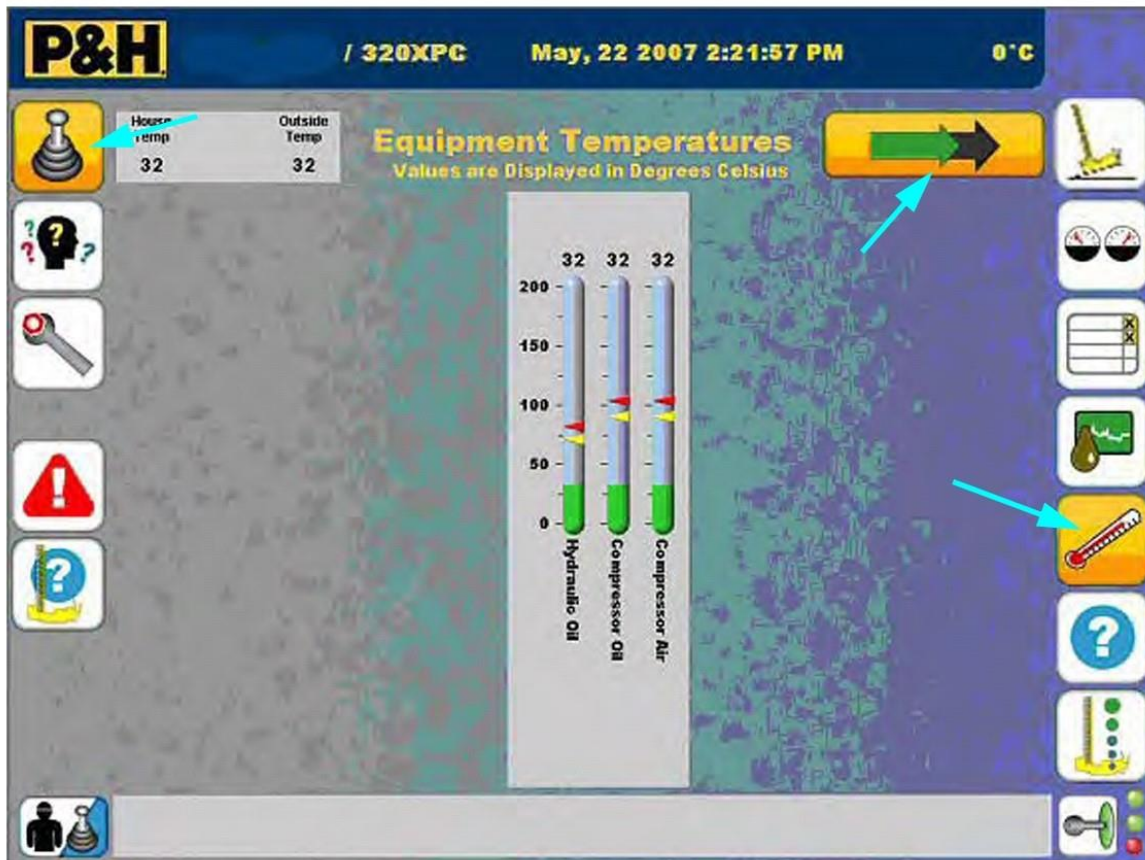 P&H / 320XPC May, 22 2007 2:21:57 PM 0°C
House Temp
Outside Temp
32 32
Equipment Temperatures
Values are Displayed in Degrees Celsius
32 32 32
200
150
100
50
0
Hydraulic Oil
Compressor Oil
Compressor Air
? ? ? ?
!
?
?
X
X